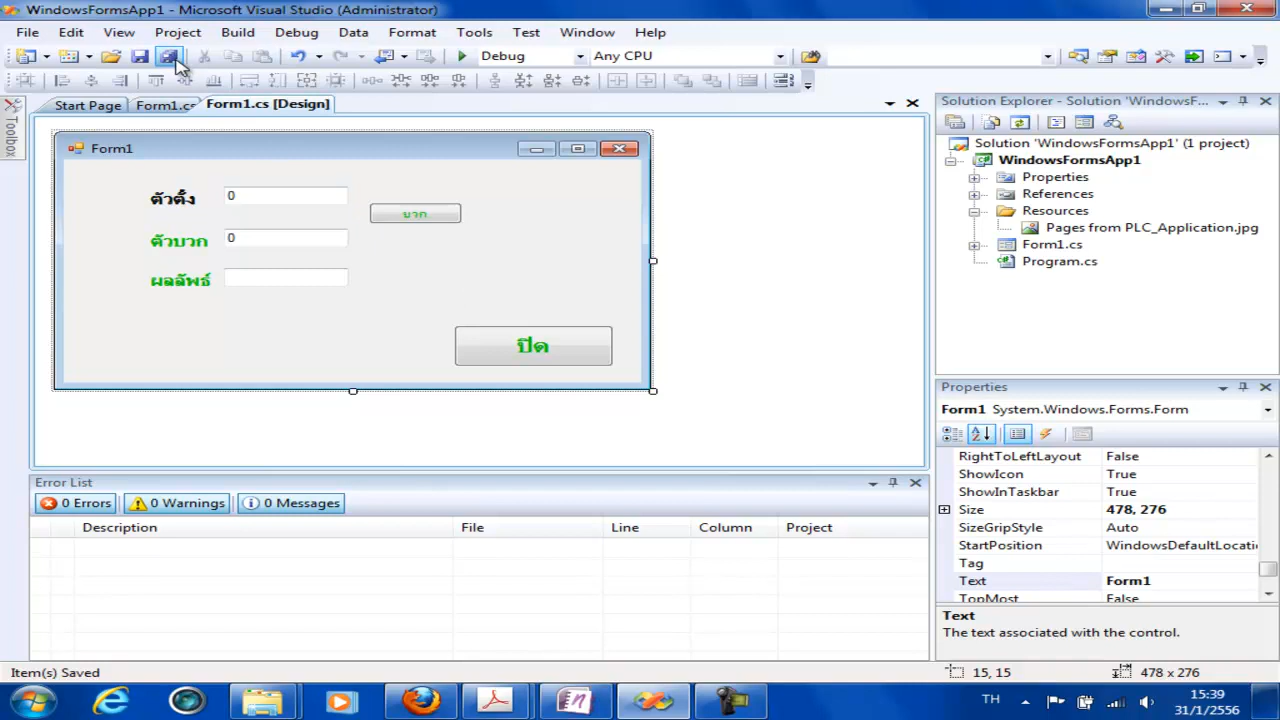 WindowsFormsApp1 - Microsoft Visual Studio (Administrator)
File Edit View Project Build Debug Data Format Tools Test Window Help
Debug Any CPU
Start Page Form1.cs Form1.cs [Design]
Toolbox
Form1
ตัวตั้ง 0
บวก
ตัวบวก 0
ผลลัพธ์
ปิด
Solution Explorer - Solution 'WindowsF...
Solution 'WindowsFormsApp1' (1 project)
WindowsFormsApp1
Properties
References
Resources
Pages from PLC_Application.jpg
Form1.cs
Program.cs
Properties
Form1 System.Windows.Forms.Form
RightToLeftLayout False
ShowIcon True
ShowInTaskbar True
Size 478, 276
SizeGripStyle Auto
StartPosition WindowsDefaultLocati
Tag
Text Form1
TopMost False
Text
The text associated with the control.
Error List
0 Errors 0 Warnings 0 Messages
Description File Line Column Project
Item(s) Saved 15, 15 478 x 276
TH 15:39
31/1/2556